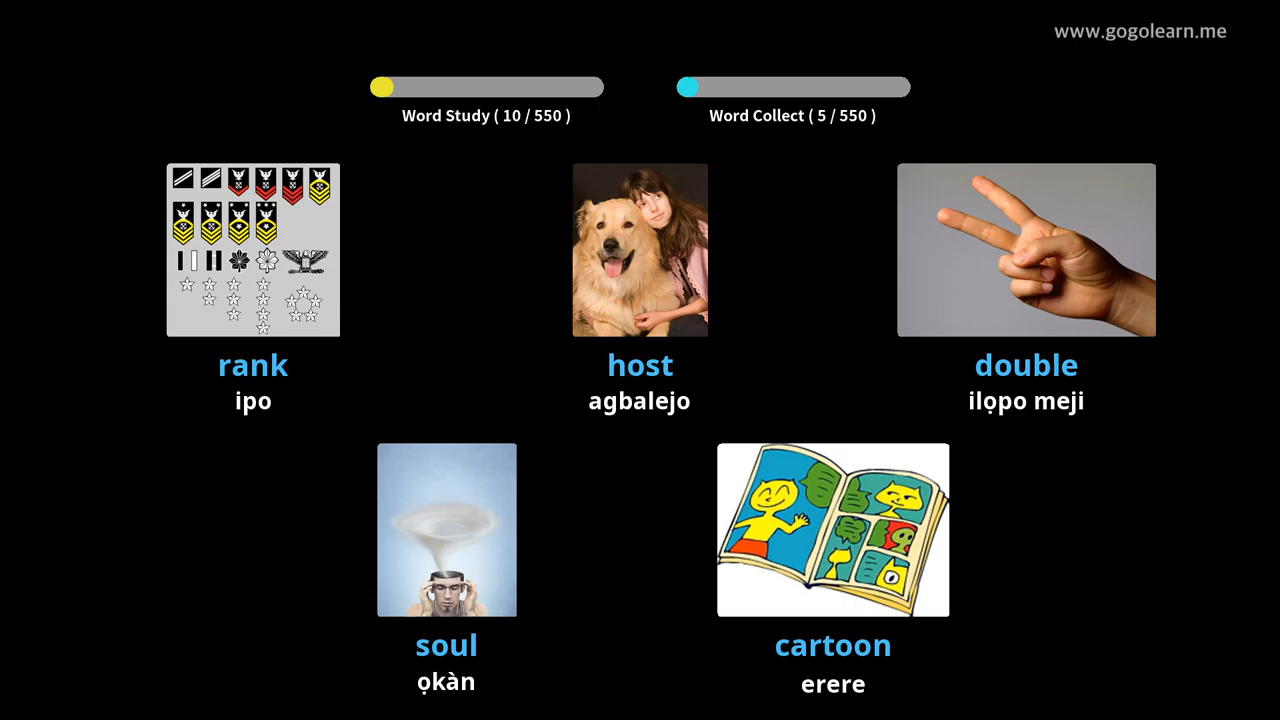 www.gogolearn.me
Word Study ( 10 / 550 )
Word Collect ( 5 / 550 )
rank
ipo
host
agbalejo
double
ilọpo meji
soul
ọkàn
cartoon
erere